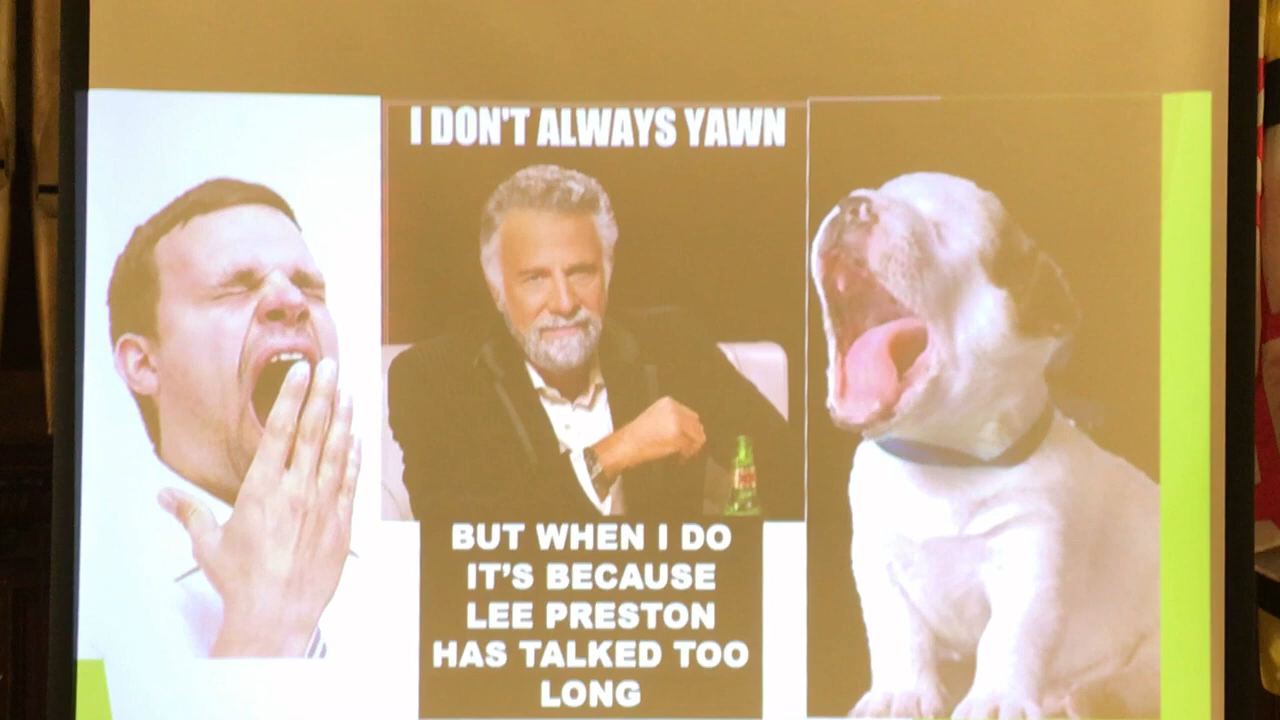 I DON'T ALWAYS YAWN
BUT WHEN I DO
IT'S BECAUSE
LEE PRESTON
HAS TALKED TOO
LONG